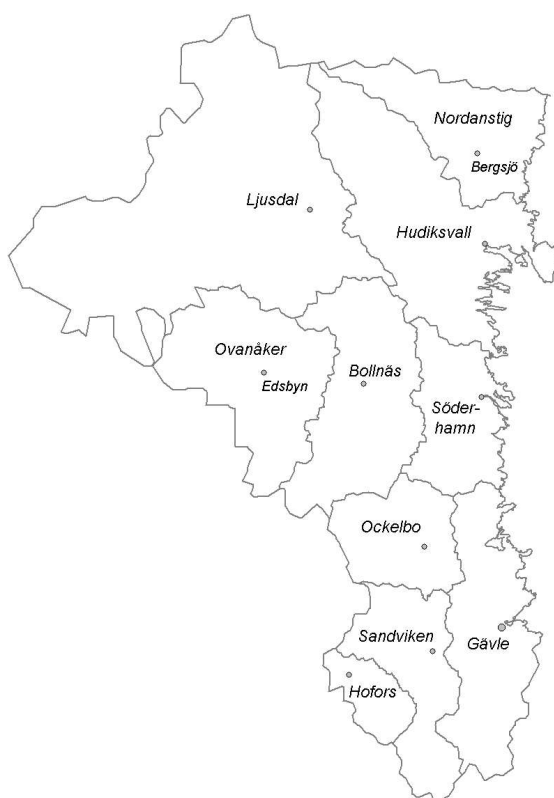 Nordanstig
Bergsjö
Ljusdal
Hudiksvall
Ovanåker
Edsbyn
Bollnäs
Söder-
hamn
Ockelbo
Sandviken
Gävle
Hofors